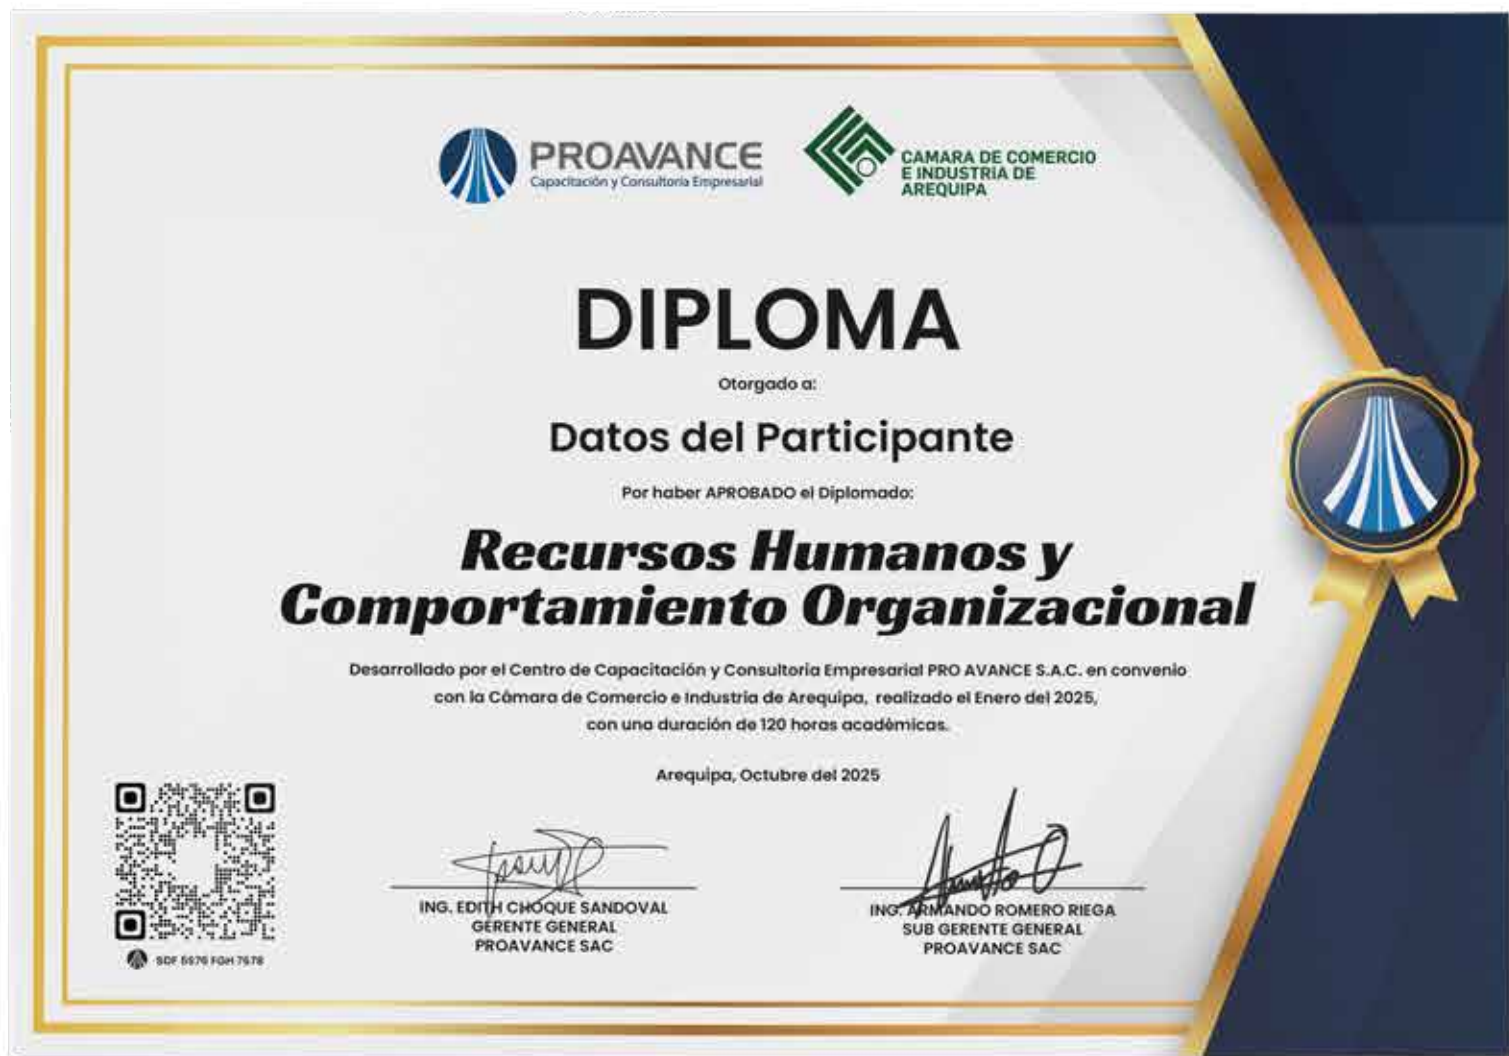 PROAVANCE
Capacitación y Consultoria Empresarial
CAMARA DE COMERCIO
E INDUSTRIA DE
AREQUIPA
DIPLOMA
Otorgado a:
Datos del Participante
Por haber APROBADO el Diplomado:
Recursos Humanos y
Comportamiento Organizacional
Desarrollado por el Centro de Capacitación y Consultoria Empresarial PRO AVANCE S.A.C. en convenio
con la Cámara de Comercio e Industria de Arequipa, realizado el Enero del 2025,
con una duración de 120 horas académicas.
Arequipa, Octubre del 2025
ING. EDITH CHOQUE SANDOVAL
GERENTE GENERAL
PROAVANCE SAC
ING. ARMANDO ROMERO RIEGA
SUB GERENTE GENERAL
PROAVANCE SAC
SDF 5676 FGH 7678